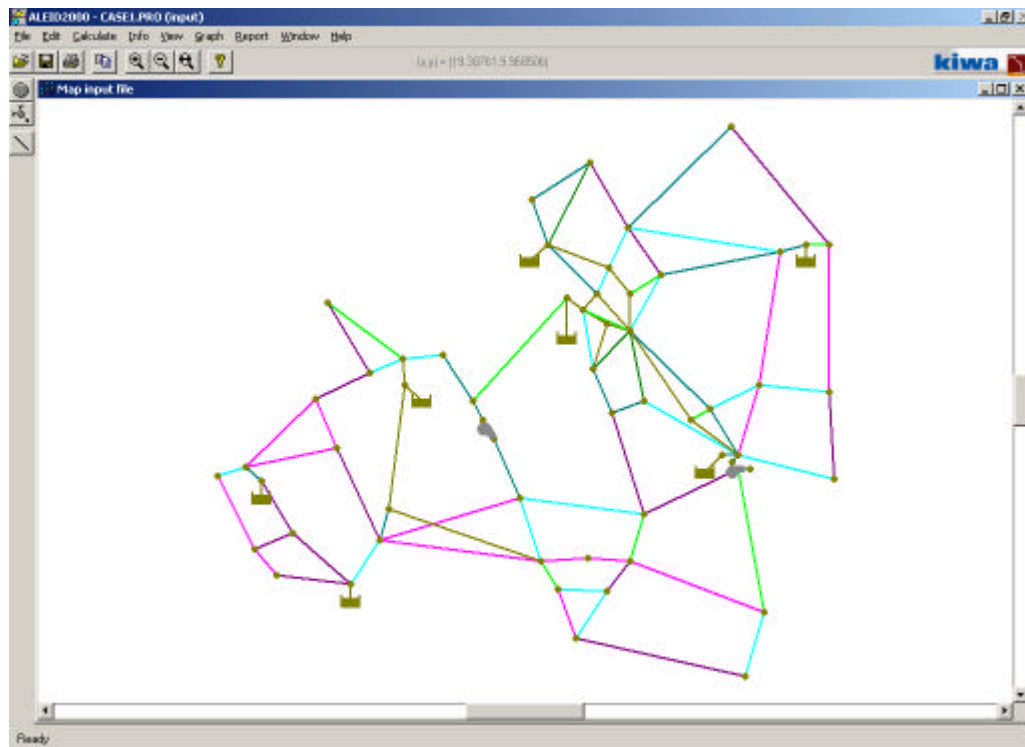 ALEID2000 - CASE1.PRO (input)
File Edit Calculate Info View Graph Report Window Help
kiwa
Map input file
Ready